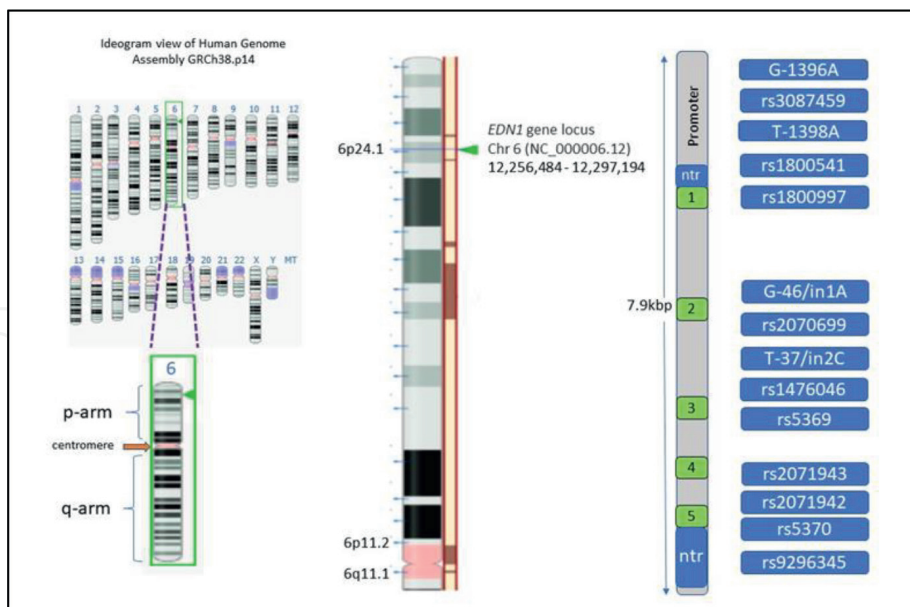 Ideogram view of Human Genome
Assembly GRCh38.p14
1 2 3 4 5 6 7 8 9 10 11 12
13 14 15 16 17 18 19 20 21 22 X Y MT
6
p-arm
centromere
q-arm
6p24.1
EDN1 gene locus
Chr 6 (NC_000006.12)
12,256,484 - 12,297,194
6p11.2
6q11.1
7.9kbp
Promoter
ntr
1
2
3
4
5
ntr
G-1396A
rs3087459
T-1398A
rs1800541
rs1800997
G-46/in1A
rs2070699
T-37/in2C
rs1476046
rs5369
rs2071943
rs2071942
rs5370
rs9296345